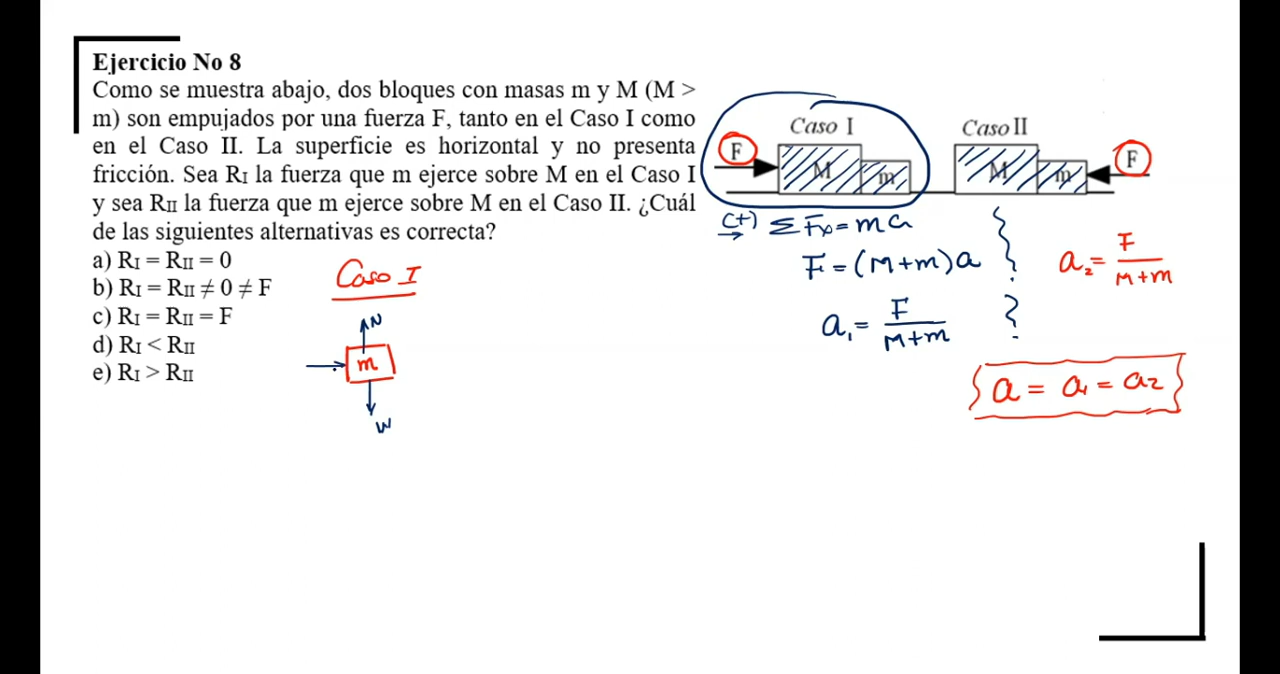 Ejercicio No 8
Como se muestra abajo, dos bloques con masas m y M (M >
m) son empujados por una fuerza F, tanto en el Caso I como
en el Caso II. La superficie es horizontal y no presenta
fricción. Sea RI la fuerza que m ejerce sobre M en el Caso I
y sea RII la fuerza que m ejerce sobre M en el Caso II. ¿Cuál
de las siguientes alternativas es correcta?
a) RI = RII = 0
b) RI = RII ≠ 0 ≠ F
c) RI = RII = F
d) RI < RII
e) RI > RII
Caso I
N
m
W
Caso I
F
M
m
Caso II
M
m
F
(+) ΣFx = ma
F = (M+m)a
a1 = F/(M+m)
a2 = F/(M+m)
a = a1 = a2